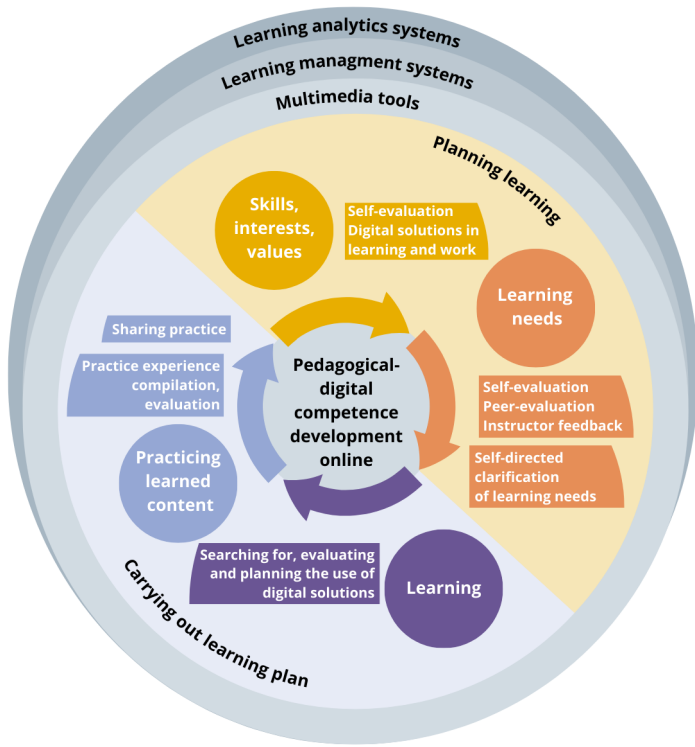 Learning analytics systems
Learning managment systems
Multimedia tools
Planning learning
Skills,
interests,
values
Self-evaluation
Digital solutions in
learning and work
Learning
needs
Self-evaluation
Peer-evaluation
Instructor feedback
Self-directed
clarification
of learning needs
Pedagogical-
digital
competence
development
online
Sharing practice
Practice experience
compilation,
evaluation
Practicing
learned
content
Searching for, evaluating
and planning the use of
digital solutions
Learning
Carrying out learning plan